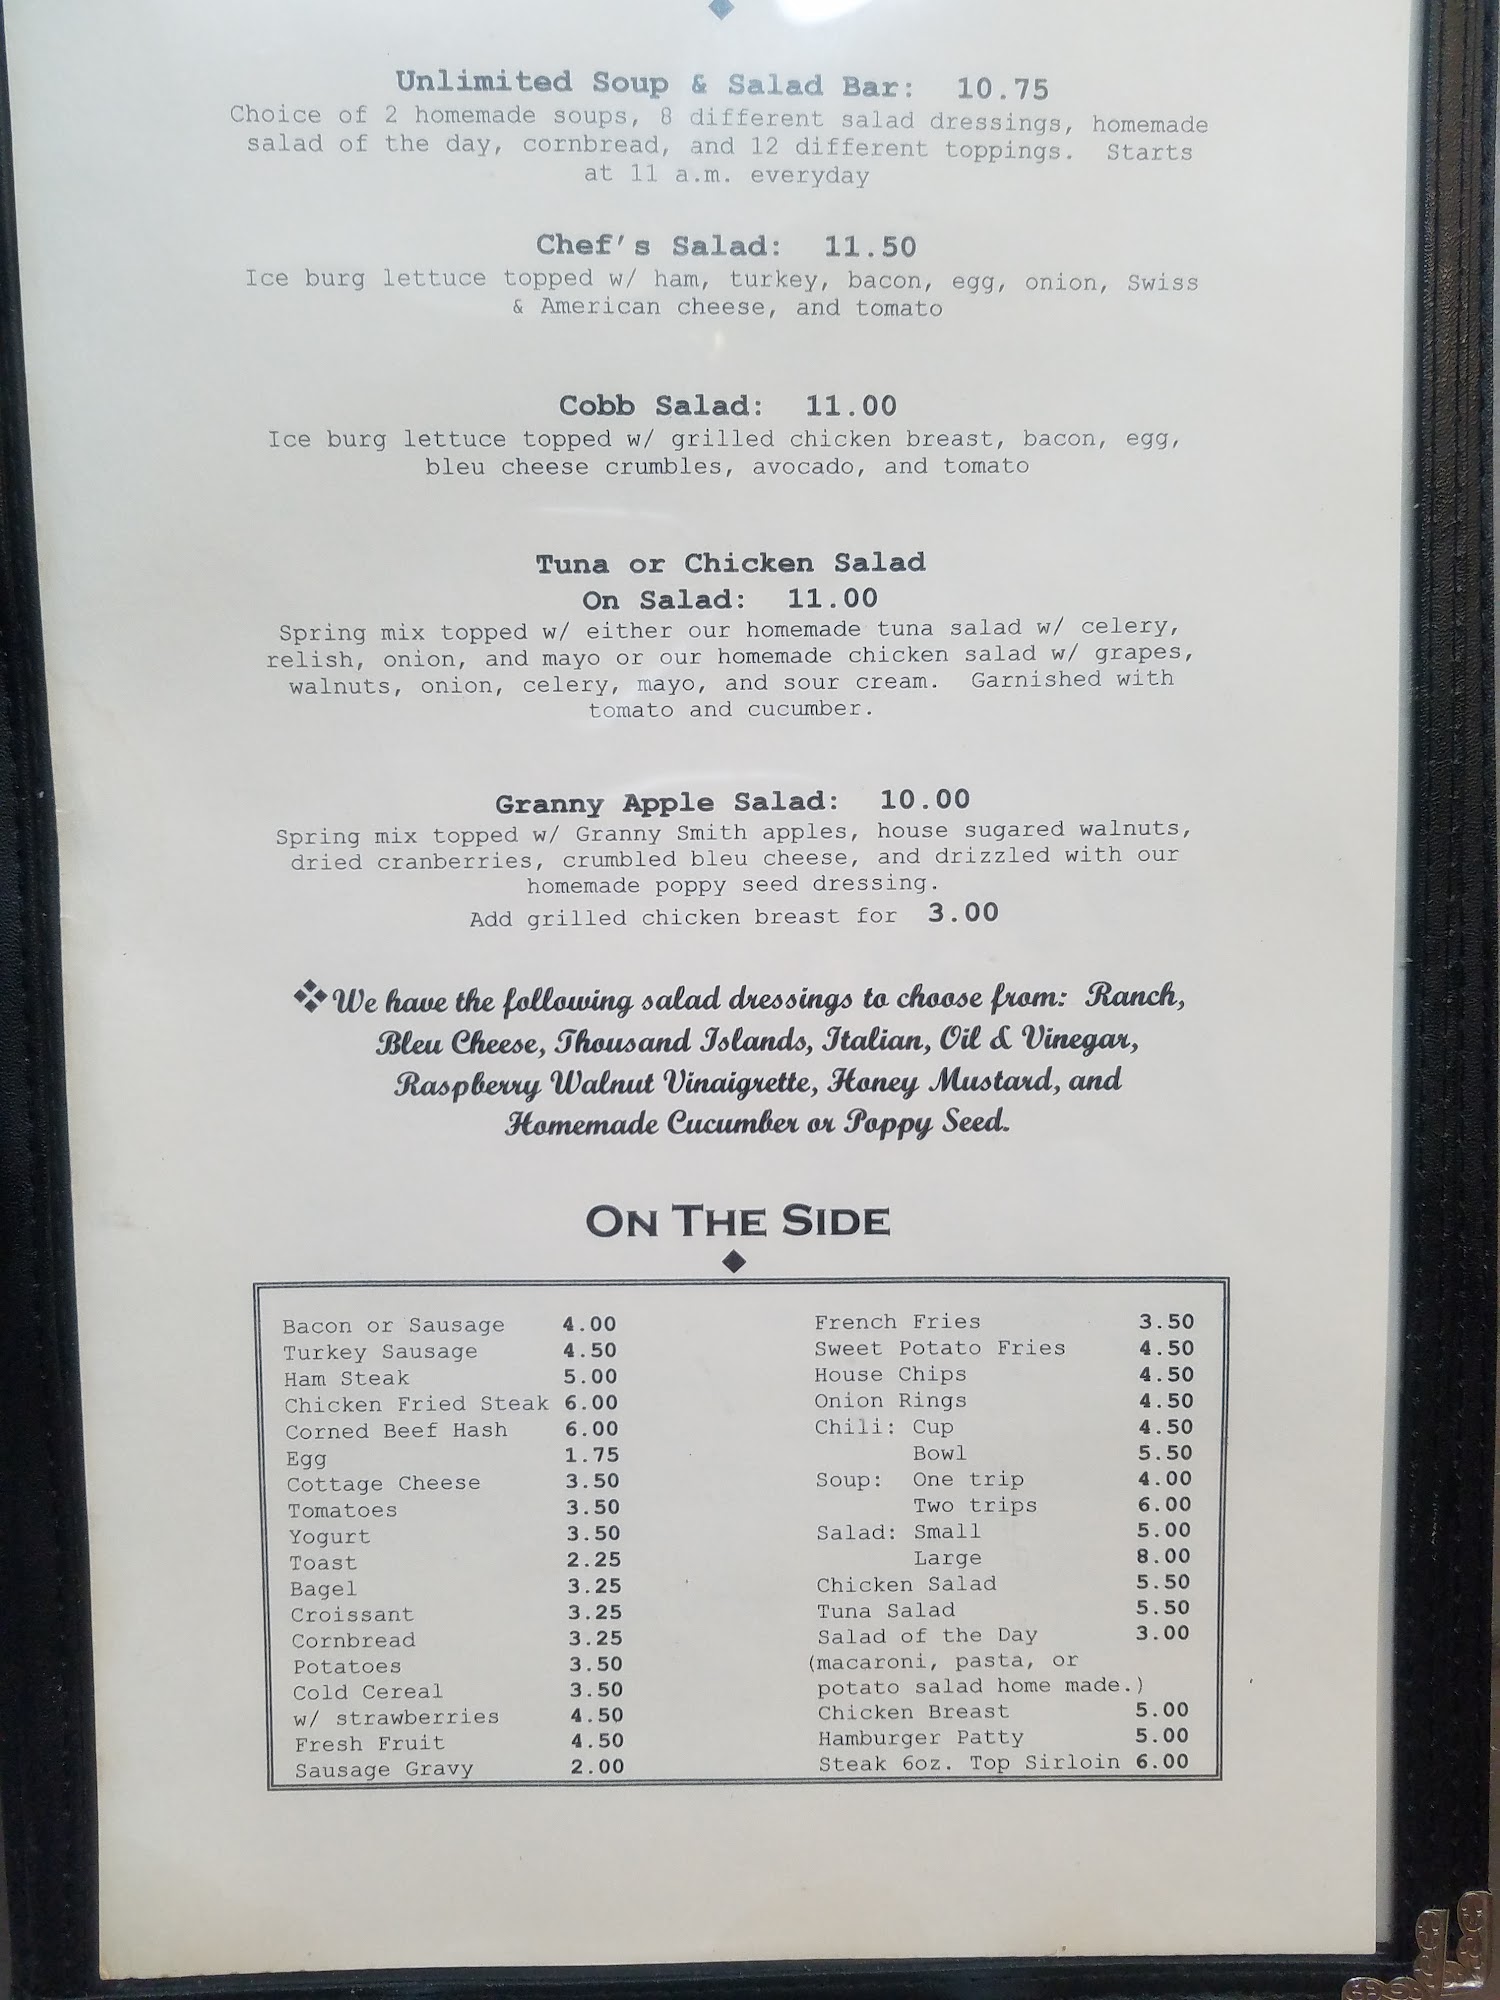 Unlimited Soup & Salad Bar: 10.75
Choice of 2 homemade soups, 8 different salad dressings, homemade
salad of the day, cornbread, and 12 different toppings. Starts
at 11 a.m. everyday
Chef's Salad: 11.50
Ice burg lettuce topped w/ ham, turkey, bacon, egg, onion, Swiss
& American cheese, and tomato
Cobb Salad: 11.00
Ice burg lettuce topped w/ grilled chicken breast, bacon, egg,
bleu cheese crumbles, avocado, and tomato
Tuna or Chicken Salad
On Salad: 11.00
Spring mix topped w/ either our homemade tuna salad w/ celery,
relish, onion, and mayo or our homemade chicken salad w/ grapes,
walnuts, onion, celery, mayo, and sour cream. Garnished with
tomato and cucumber.
Granny Apple Salad: 10.00
Spring mix topped w/ Granny Smith apples, house sugared walnuts,
dried cranberries, crumbled bleu cheese, and drizzled with our
homemade poppy seed dressing.
Add grilled chicken breast for 3.00
We have the following salad dressings to choose from: Ranch,
Bleu Cheese, Thousand Islands, Italian, Oil & Vinegar,
Raspberry Walnut Vinaigrette, Honey Mustard, and
Homemade Cucumber or Poppy Seed.
ON THE SIDE
Bacon or Sausage 4.00
Turkey Sausage 4.50
Ham Steak 5.00
Chicken Fried Steak 6.00
Corned Beef Hash 6.00
Egg 1.75
Cottage Cheese 3.50
Tomatoes 3.50
Yogurt 3.50
Toast 2.25
Bagel 3.25
Croissant 3.25
Cornbread 3.25
Potatoes 3.50
Cold Cereal 3.50
w/ strawberries 4.50
Fresh Fruit 4.50
Sausage Gravy 2.00
French Fries 3.50
Sweet Potato Fries 4.50
House Chips 4.50
Onion Rings 4.50
Chili: Cup 4.50
Bowl 5.50
Soup: One trip 4.00
Two trips 6.00
Salad: Small 5.00
Large 8.00
Chicken Salad 5.50
Tuna Salad 5.50
Salad of the Day 3.00
(macaroni, pasta, or
potato salad home made.)
Chicken Breast 5.00
Hamburger Patty 5.00
Steak 6oz. Top Sirloin 6.00